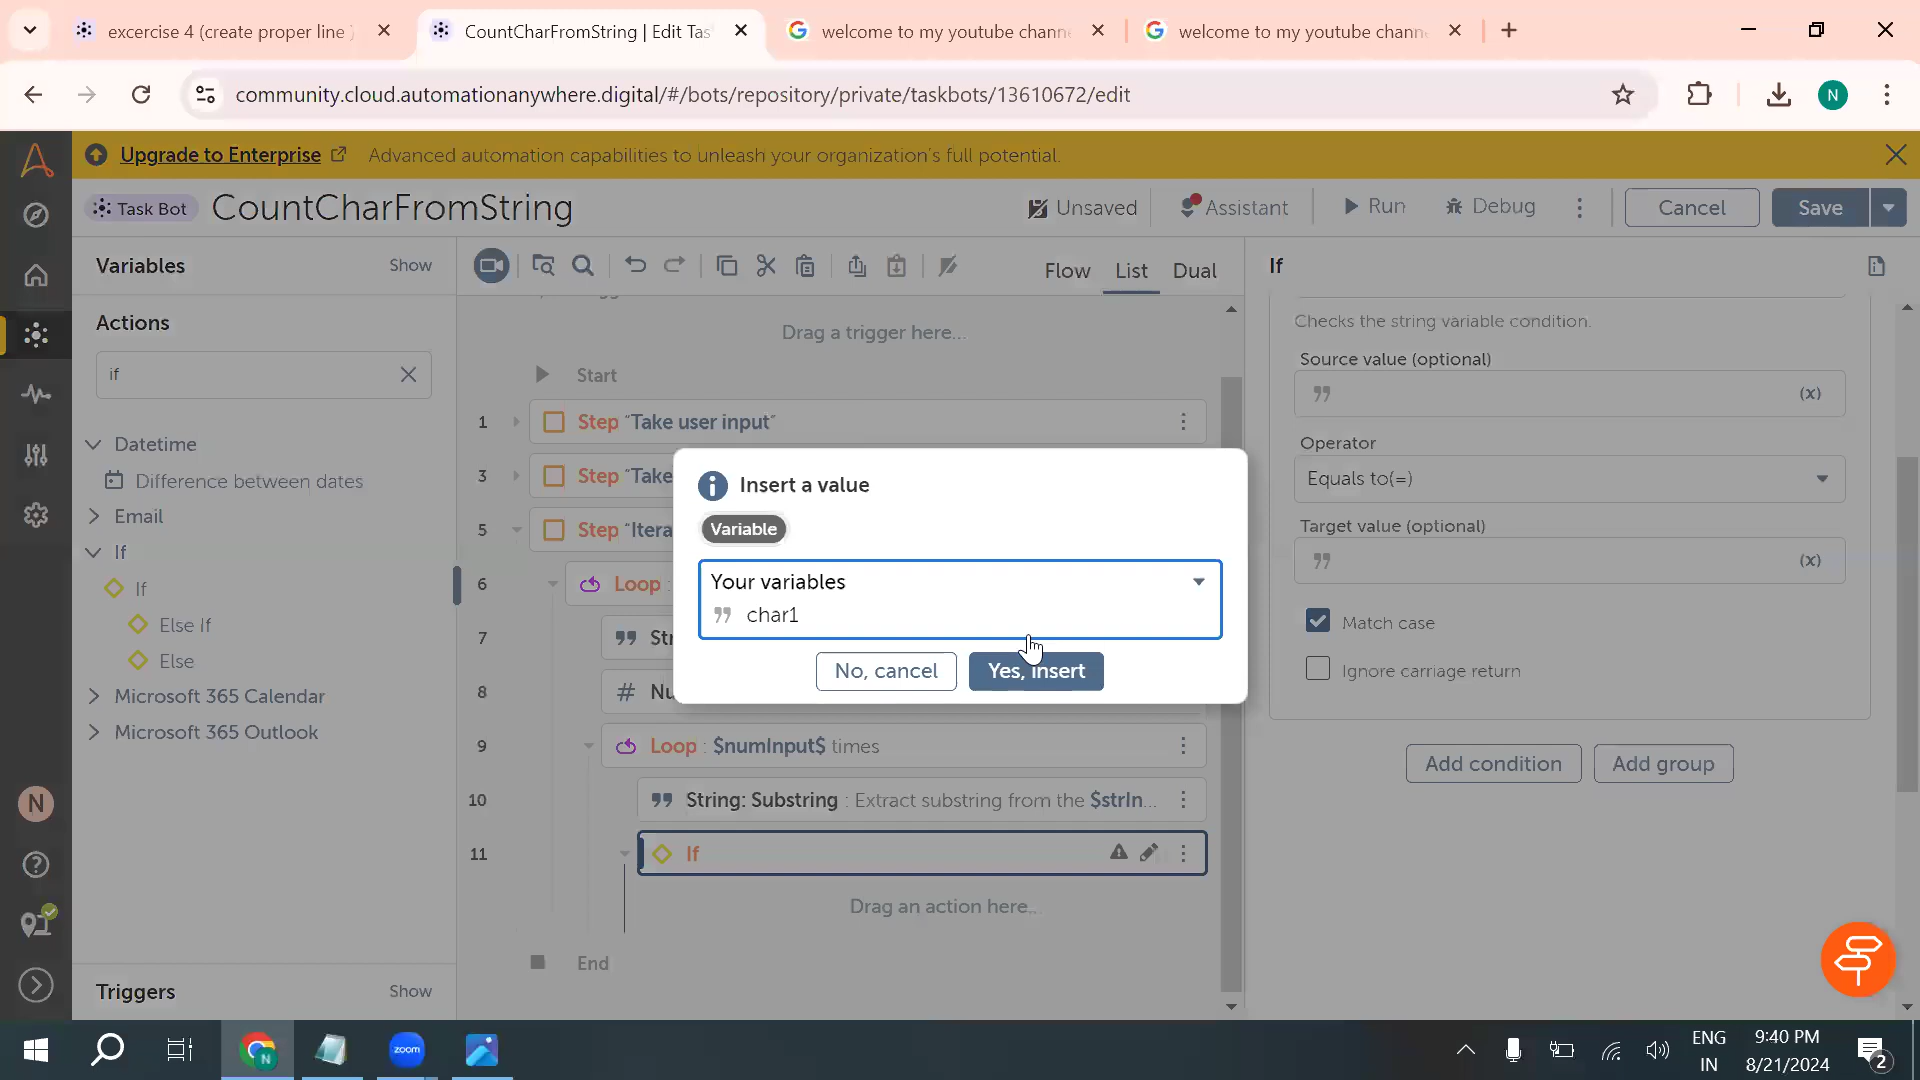 excercise 4 (create proper line )
CountCharFromString | Edit Tas
welcome to my youtube chann
welcome to my youtube chann
community.cloud.automationanywhere.digital/#/bots/repository/private/taskbots/13610672/edit
N
Upgrade to Enterprise
Advanced automation capabilities to unleash your organization's full potential.
Task Bot
CountCharFromString
Unsaved
Assistant
Run
Debug
Cancel
Save
Variables
Show
Flow
List
Dual
If
Actions
if
Datetime
Difference between dates
Email
If
If
Else If
Else
Microsoft 365 Calendar
Microsoft 365 Outlook
Triggers
Show
Drag a trigger here...
Start
1 Step "Take user input"
3 Step "Take
5 Step "Itera
6 Loop :
7 Str
8 Nu
9 Loop : $numInput$ times
10 String: Substring : Extract substring from the $strIn...
11 If
Drag an action here...
End
Insert a value
Variable
Your variables
char1
No, cancel
Yes, insert
Checks the string variable condition.
Source value (optional)
(x)
Operator
Equals to(=)
Target value (optional)
(x)
Match case
Ignore carriage return
Add condition
Add group
N
zoom
N
ENG
IN
9:40 PM
8/21/2024
2